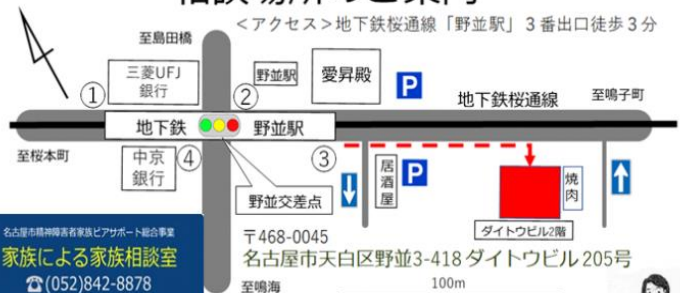 相談場所のご案内
<アクセス>地下鉄桜通線「野並駅」3番出口徒歩3分
至島田橋
三菱UFJ
銀行
①
②
野並駅
愛昇殿
P
地下鉄桜通線
至鳴子町
地下鉄
野並駅
至桜本町
中京
銀行
④
③
野並交差点
居酒屋
P
焼肉
ダイトウビル2階
名古屋市精神障害者家族ピアサポート総合事業
家族による家族相談室
☎(052)842-8878
〒468-0045
名古屋市天白区野並3-418 ダイトウビル 205号
至鳴海
100m